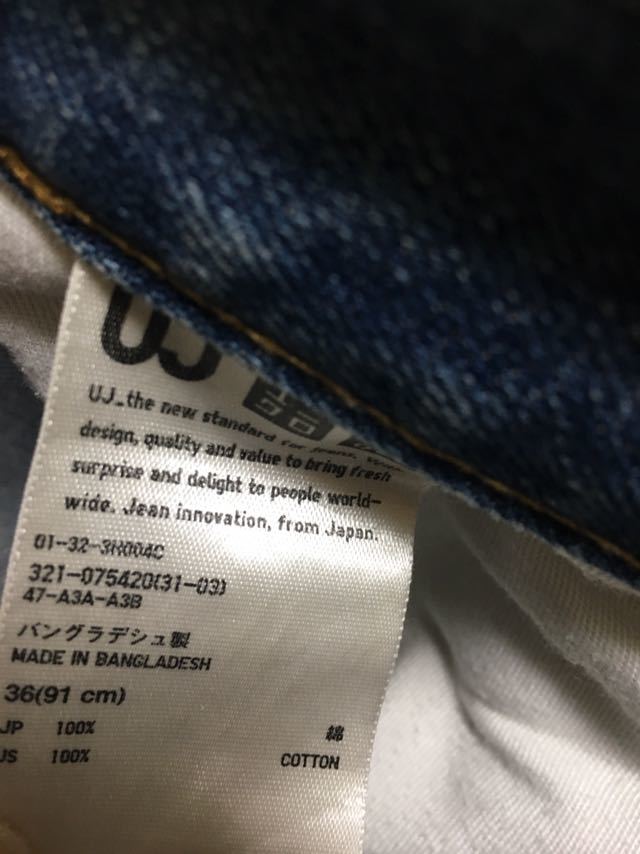 UJ
UJ_the new standard for jeans.
design, quality and value to bring fresh
surprise and delight to people world-
wide. Jean innovation, from Japan.
01-32-3H004C
321-075420(31-03)
47-A3A-A3B
バングラデシュ製
MADE IN BANGLADESH
36(91 cm)
JP 100% 綿
US 100% COTTON